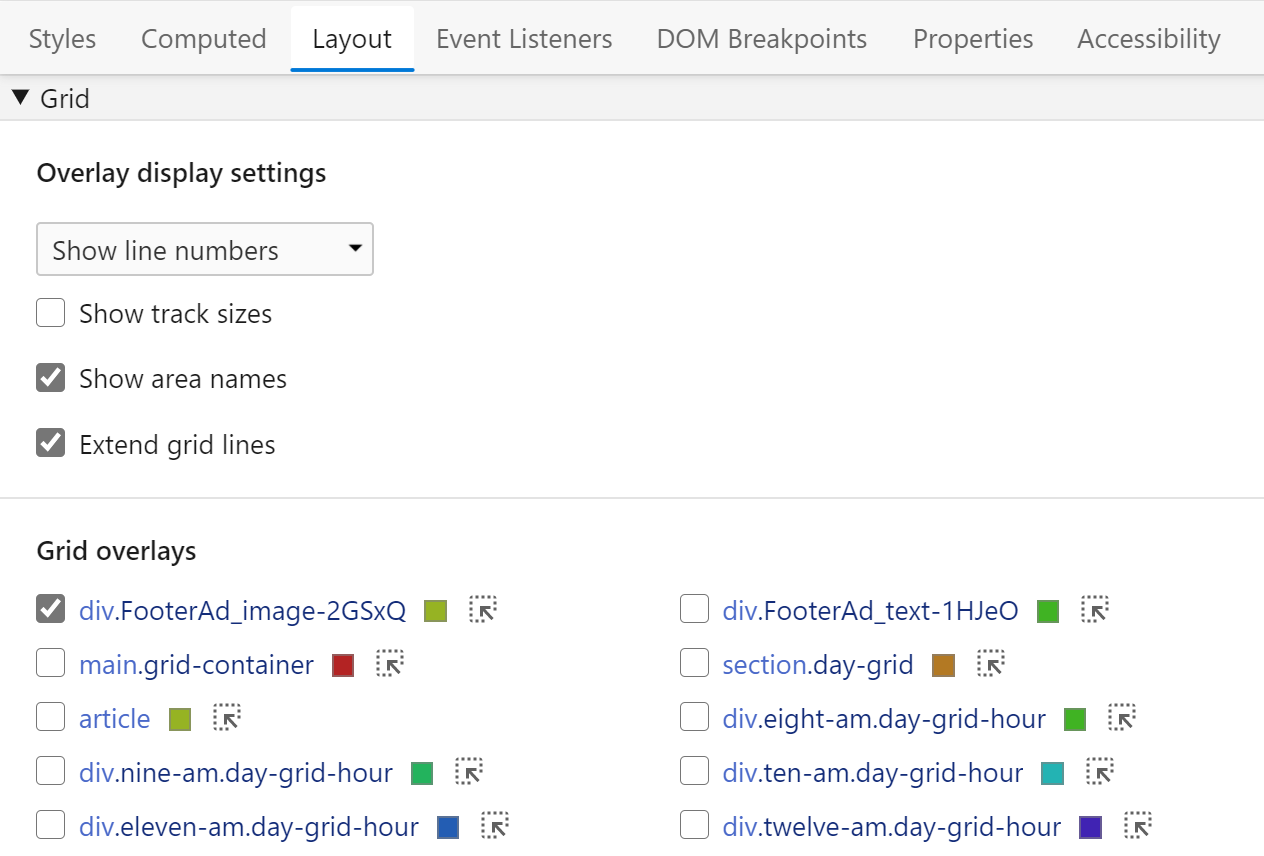 Styles Computed Layout Event Listeners DOM Breakpoints Properties Accessibility
Grid
Overlay display settings
Show line numbers
Show track sizes
Show area names
Extend grid lines
Grid overlays
div.FooterAd_image-2GSxQ div.FooterAd_text-1HJeO
main.grid-container section.day-grid
article div.eight-am.day-grid-hour
div.nine-am.day-grid-hour div.ten-am.day-grid-hour
div.eleven-am.day-grid-hour div.twelve-am.day-grid-hour